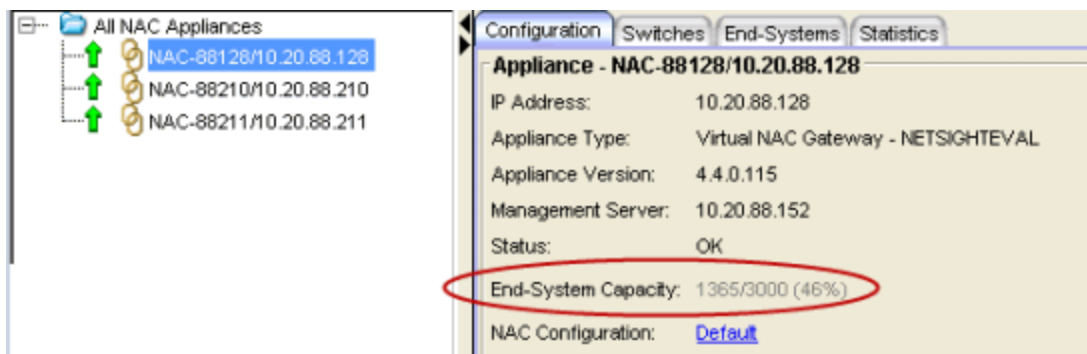 All NAC Appliances
NAC-88128/10.20.88.128
NAC-88210/10.20.88.210
NAC-88211/10.20.88.211
Configuration Switches End-Systems Statistics
Appliance - NAC-88128/10.20.88.128
IP Address: 10.20.88.128
Appliance Type: Virtual NAC Gateway - NETSIGHTEVAL
Appliance Version: 4.4.0.115
Management Server: 10.20.88.152
Status: OK
End-System Capacity: 1365/3000 (46%)
NAC Configuration: Default